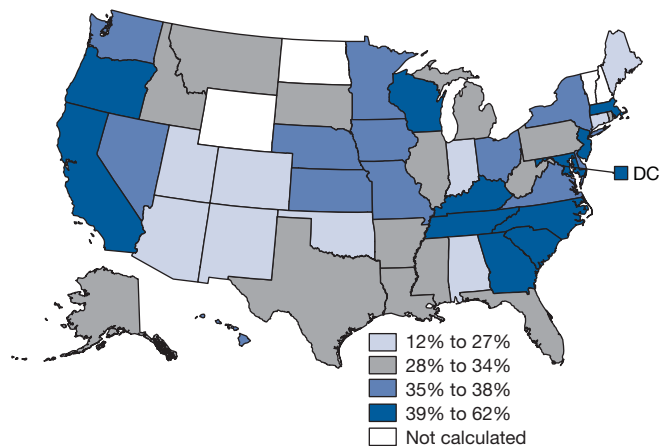 DC
12% to 27%
28% to 34%
35% to 38%
39% to 62%
Not calculated